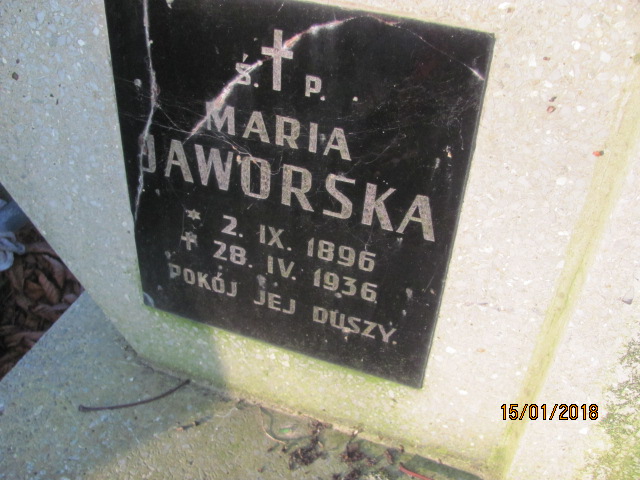 Ś. P.
MARIA
JAWORSKA
* 2. IX. 1896
✝ 28. IV. 1936
POKÓJ JEJ DUSZY.
15/01/2018